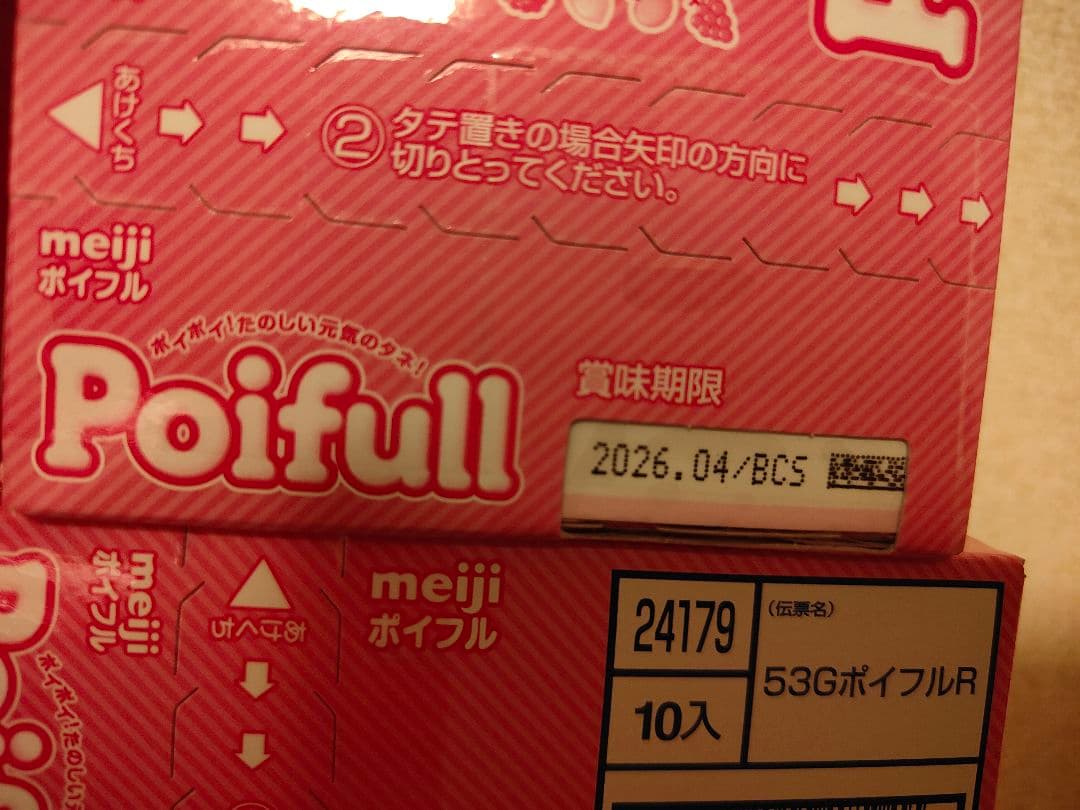 あけくち
② タテ置きの場合矢印の方向に
切りとってください。
meiji
ポイフル
ポイポイ!たのしい元気のタネ!
Poifull
賞味期限
2026.04/BCS
meiji
ポイフル
あけくち
meiji
ポイフル
24179
(伝票名)
53GポイフルR
10入